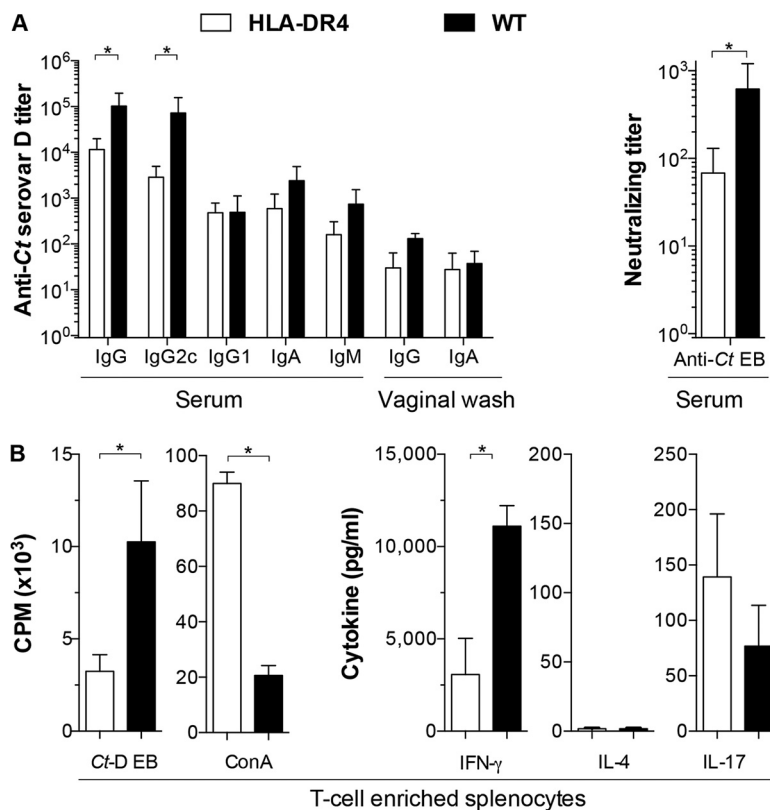 A
HLA-DR4 WT
Anti-Ct serovar D titer
10⁶
10⁵
10⁴
10³
10²
10¹
10⁰
* *
IgG IgG2c IgG1 IgA IgM IgG IgA
Serum Vaginal wash
Neutralizing titer
10³
10²
10¹
10⁰
*
Anti-Ct EB
Serum
B
CPM (x10³)
15
10
5
0
*
Ct-D EB
100
80
60
40
20
0
*
ConA
Cytokine (pg/ml)
15,000
10,000
5,000
0
*
IFN-γ
200
150
100
50
0
IL-4
250
200
150
100
50
0
IL-17
T-cell enriched splenocytes